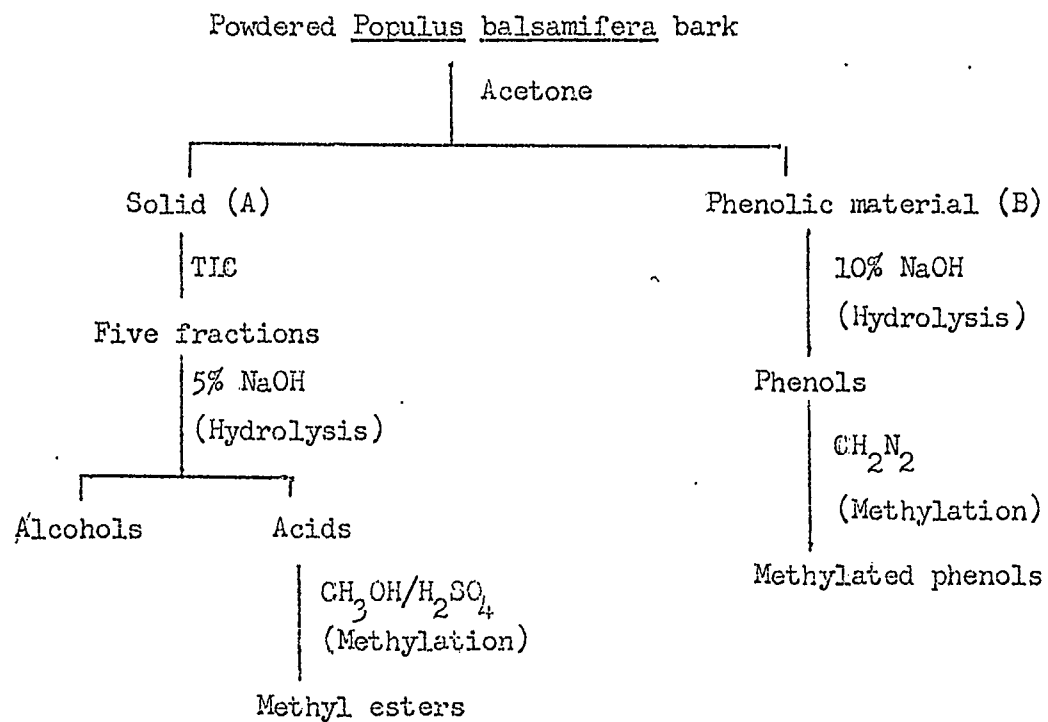 Powdered Populus balsamifera bark
Acetone
Solid (A)
Phenolic material (B)
TLC
10% NaOH
(Hydrolysis)
Five fractions
5% NaOH
(Hydrolysis)
Phenols
CH2N2
(Methylation)
Alcohols
Acids
Methylated phenols
CH3OH/H2SO4
(Methylation)
Methyl esters